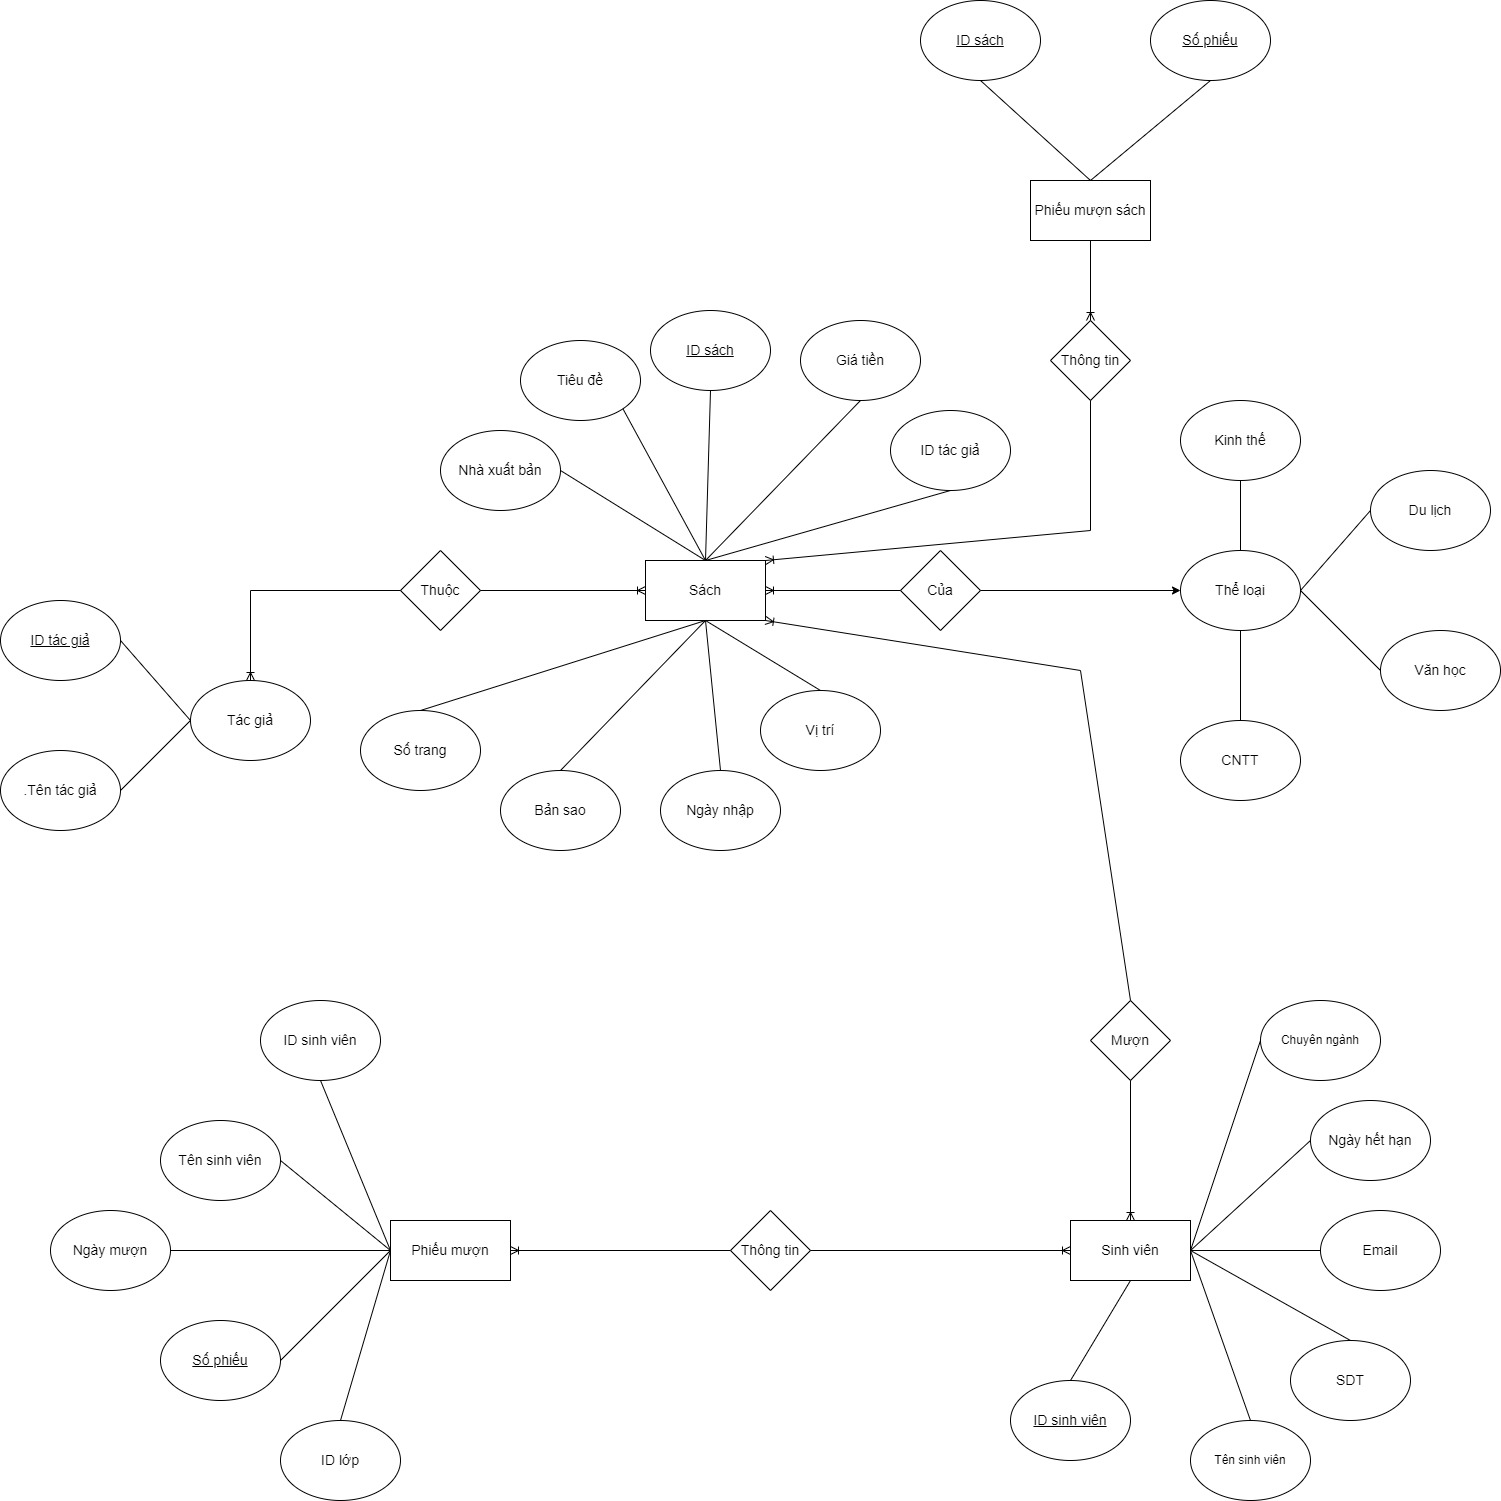 ID sách
Số phiếu
Phiếu mượn sách
Thông tin
ID sách
Giá tiền
Tiêu đề
ID tác giả
Nhà xuất bản
Kinh thế
Du lịch
Thuộc
Sách
Của
Thể loại
ID tác giả
Văn học
Tác giả
Vị trí
Số trang
CNTT
.Tên tác giả
Bản sao
Ngày nhập
ID sinh viên
Mượn
Chuyên ngành
Tên sinh viên
Ngày hết hạn
Ngày mượn
Phiếu mượn
Thông tin
Sinh viên
Email
Số phiếu
SDT
ID sinh viên
ID lớp
Tên sinh viên